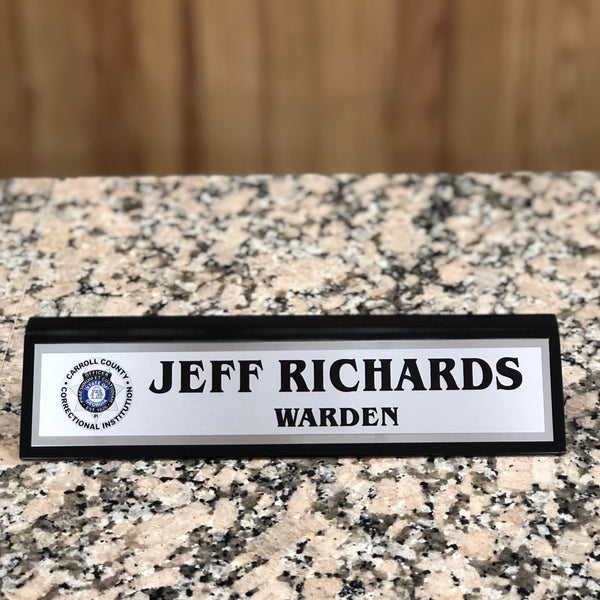 CARROLL COUNTY
CORRECTIONAL INSTITUTION
JEFF RICHARDS
WARDEN